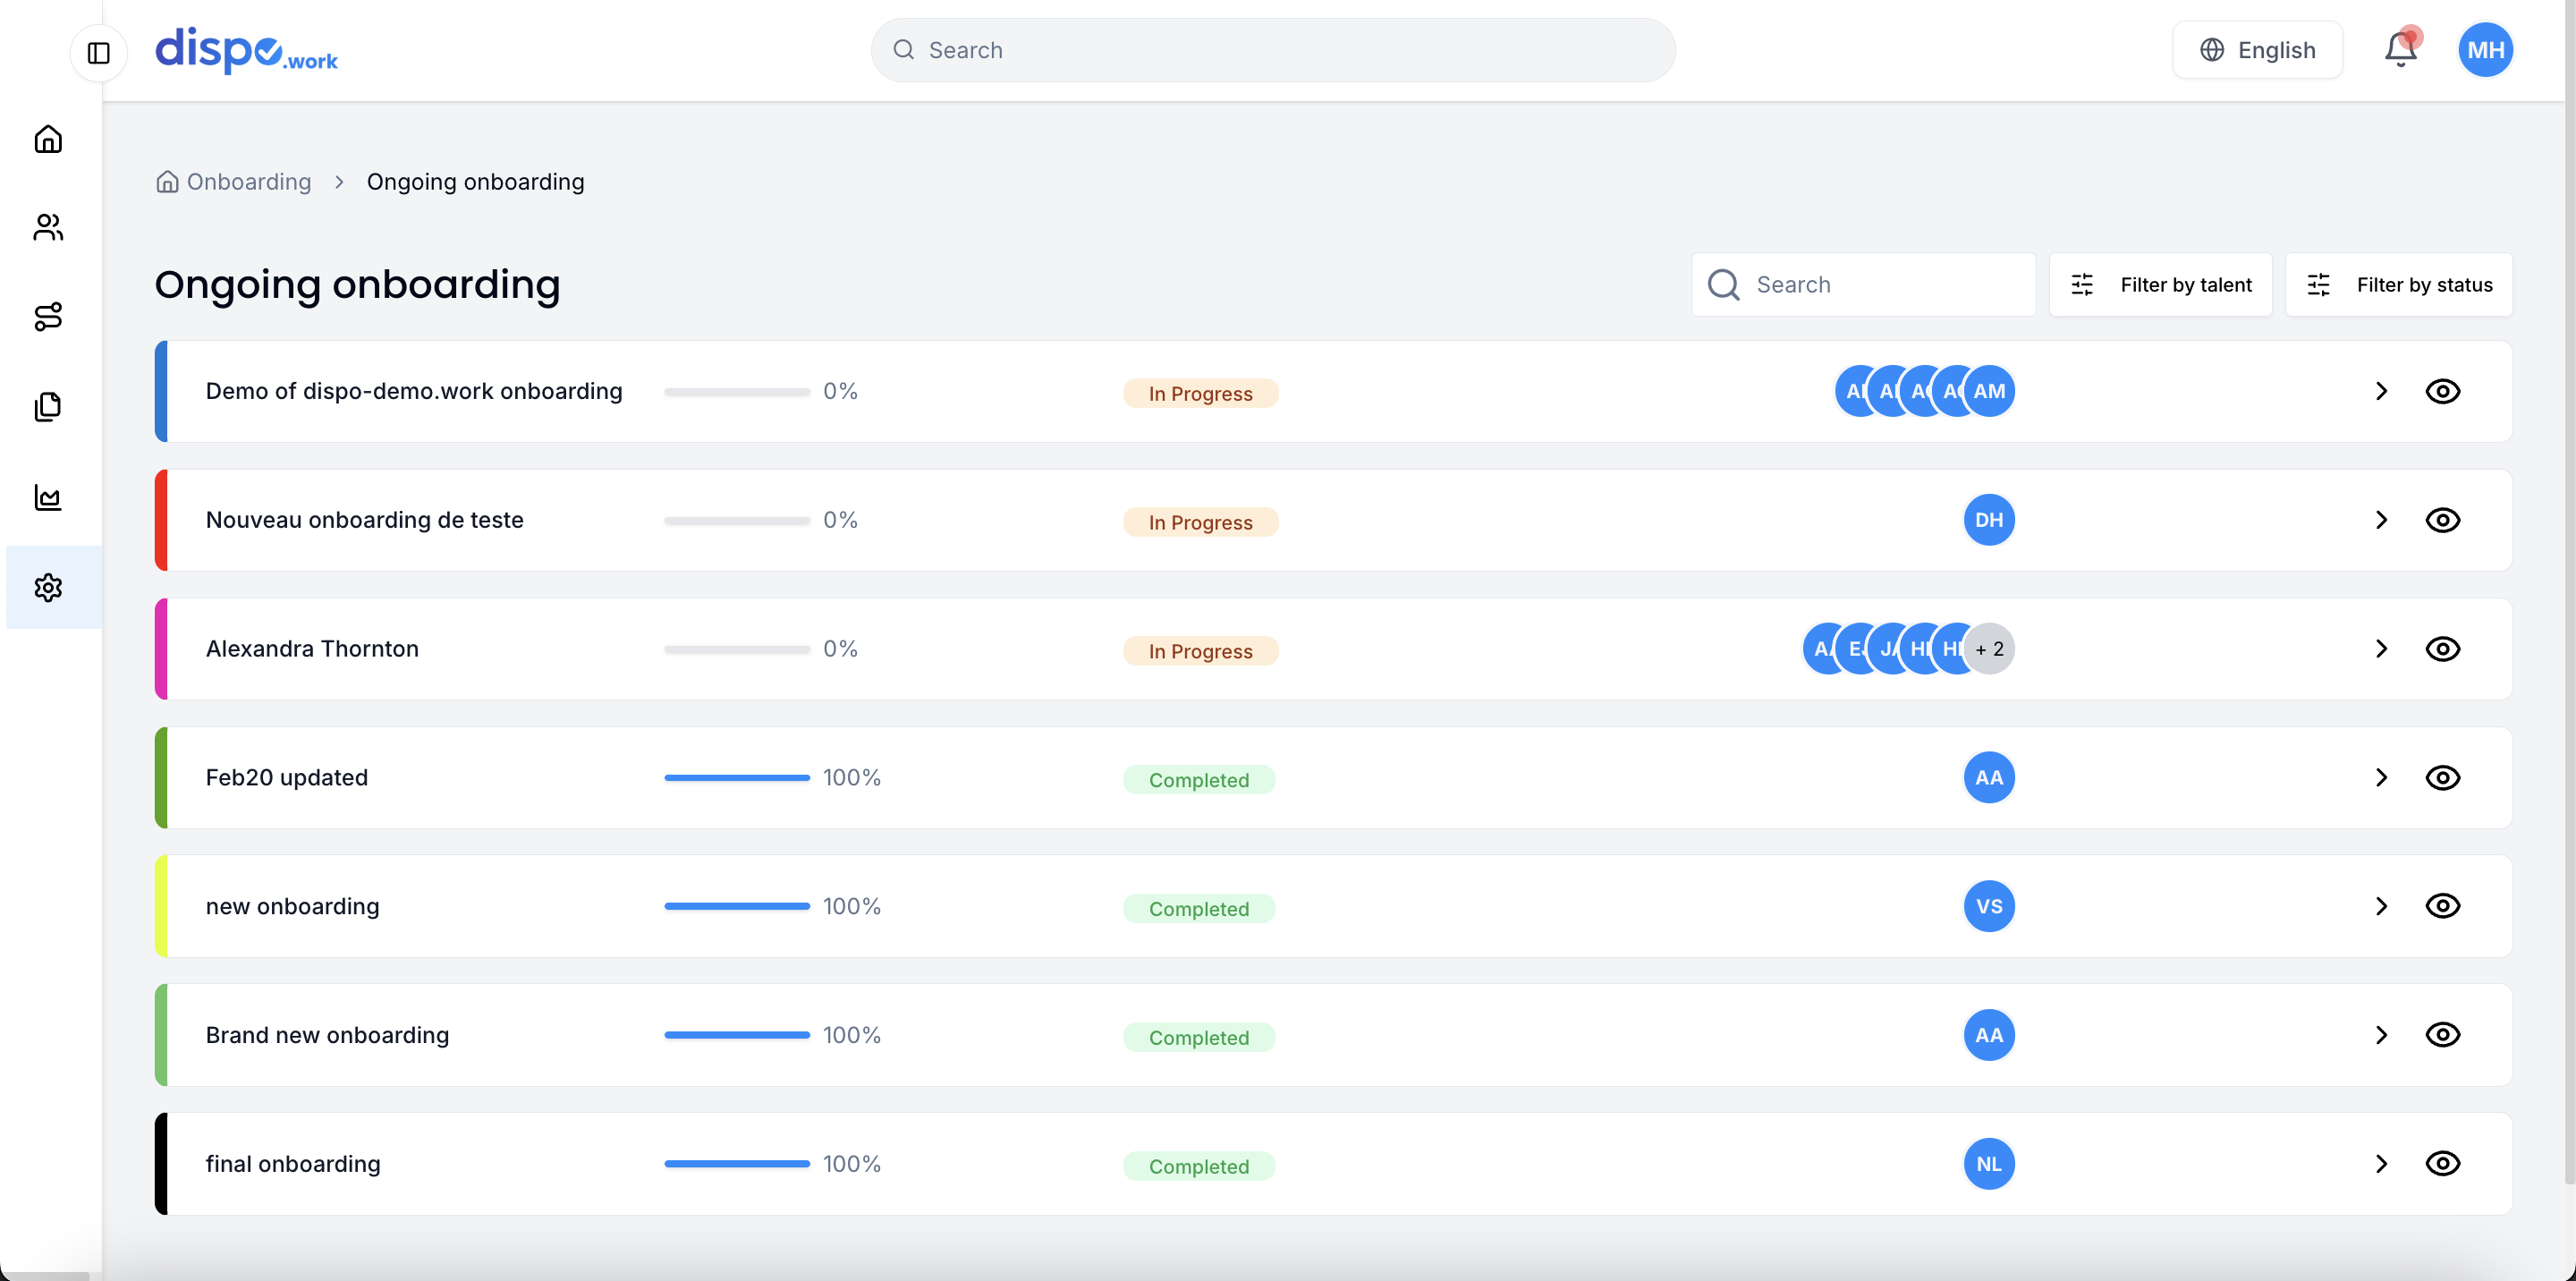 dispo.work
Search
English
MH
Onboarding
Ongoing onboarding
Ongoing onboarding
Search
Filter by talent
Filter by status
Demo of dispo-demo.work onboarding 0% In Progress AM
Nouveau onboarding de teste 0% In Progress DH
Alexandra Thornton 0% In Progress + 2
Feb20 updated 100% Completed AA
new onboarding 100% Completed VS
Brand new onboarding 100% Completed AA
final onboarding 100% Completed NL